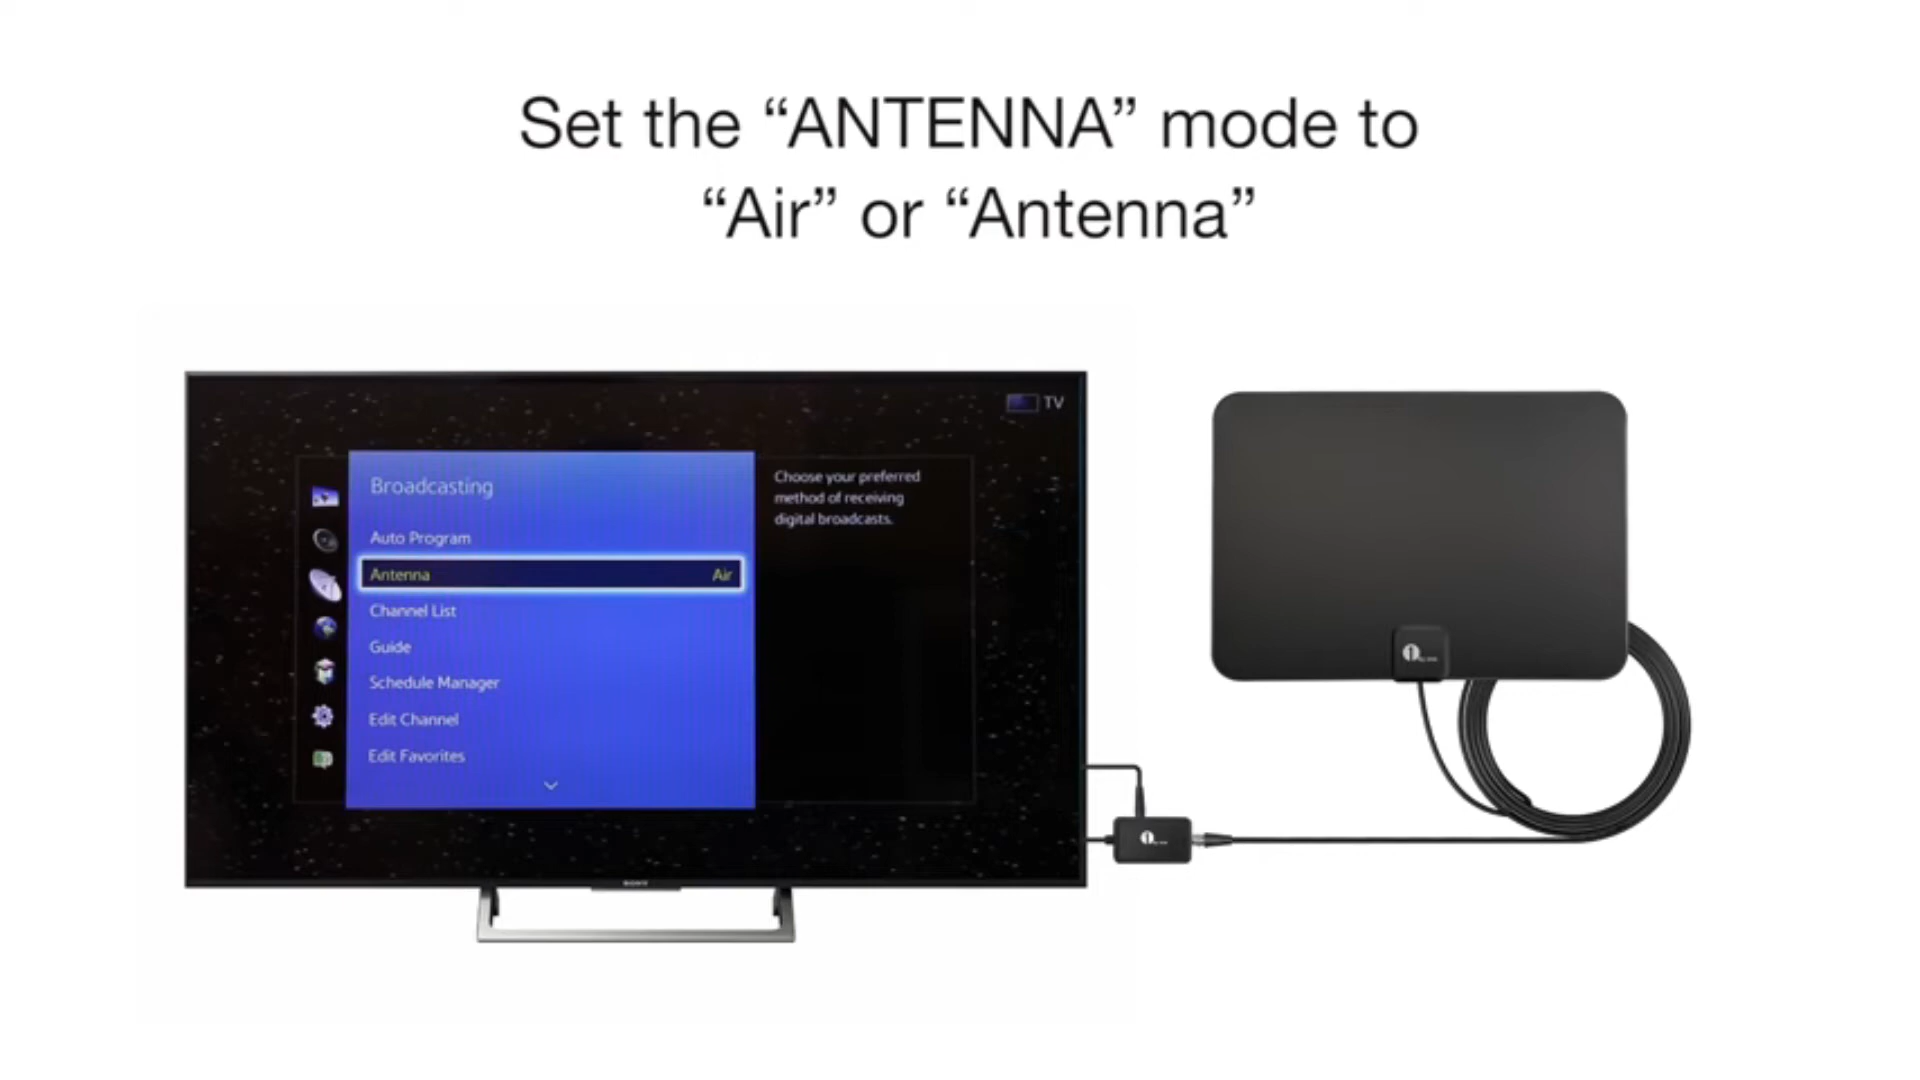 Set the “ANTENNA” mode to
“Air” or “Antenna”
TV
Broadcasting
Auto Program
Antenna Air
Channel List
Guide
Schedule Manager
Edit Channel
Edit Favorites
Choose your preferred
method of receiving
digital broadcasts.
SONY